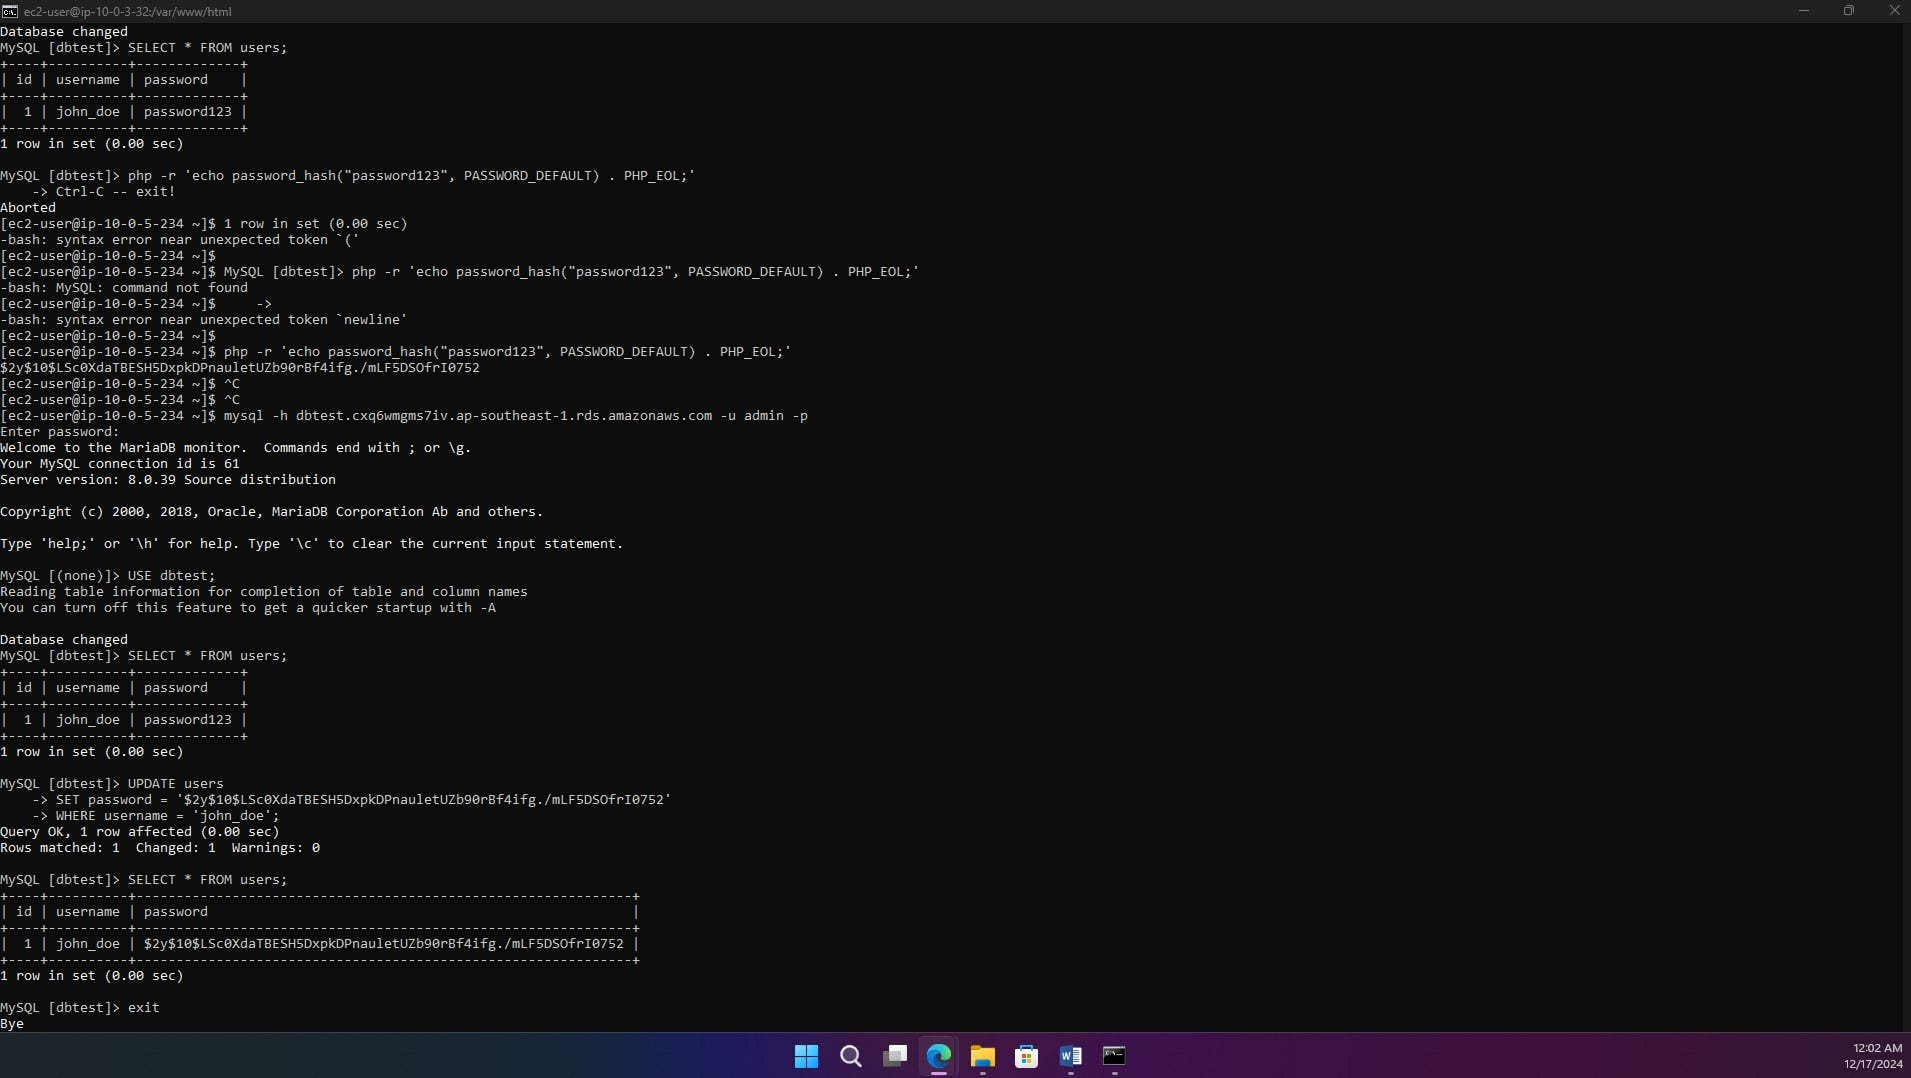 ec2-user@ip-10-0-3-32:/var/www/html
Database changed
MySQL [dbtest]> SELECT * FROM users;
+----+----------+-------------+
| id | username | password    |
+----+----------+-------------+
|  1 | john_doe | password123 |
+----+----------+-------------+
1 row in set (0.00 sec)

MySQL [dbtest]> php -r 'echo password_hash("password123", PASSWORD_DEFAULT) . PHP_EOL;'
    -> Ctrl-C -- exit!
Aborted
[ec2-user@ip-10-0-5-234 ~]$ 1 row in set (0.00 sec)
-bash: syntax error near unexpected token `('
[ec2-user@ip-10-0-5-234 ~]$
[ec2-user@ip-10-0-5-234 ~]$ MySQL [dbtest]> php -r 'echo password_hash("password123", PASSWORD_DEFAULT) . PHP_EOL;'
-bash: MySQL: command not found
[ec2-user@ip-10-0-5-234 ~]$     ->
-bash: syntax error near unexpected token `newline'
[ec2-user@ip-10-0-5-234 ~]$
[ec2-user@ip-10-0-5-234 ~]$ php -r 'echo password_hash("password123", PASSWORD_DEFAULT) . PHP_EOL;'
$2y$10$LSc0XdaTBESH5DxpkDPnauletUZb90rBf4ifg./mLF5DSOfrI0752
[ec2-user@ip-10-0-5-234 ~]$ ^C
[ec2-user@ip-10-0-5-234 ~]$ ^C
[ec2-user@ip-10-0-5-234 ~]$ mysql -h dbtest.cxq6wmgms7iv.ap-southeast-1.rds.amazonaws.com -u admin -p
Enter password:
Welcome to the MariaDB monitor.  Commands end with ; or \g.
Your MySQL connection id is 61
Server version: 8.0.39 Source distribution

Copyright (c) 2000, 2018, Oracle, MariaDB Corporation Ab and others.

Type 'help;' or '\h' for help. Type '\c' to clear the current input statement.

MySQL [(none)]> USE dbtest;
Reading table information for completion of table and column names
You can turn off this feature to get a quicker startup with -A

Database changed
MySQL [dbtest]> SELECT * FROM users;
+----+----------+-------------+
| id | username | password    |
+----+----------+-------------+
|  1 | john_doe | password123 |
+----+----------+-------------+
1 row in set (0.00 sec)

MySQL [dbtest]> UPDATE users
    -> SET password = '$2y$10$LSc0XdaTBESH5DxpkDPnauletUZb90rBf4ifg./mLF5DSOfrI0752'
    -> WHERE username = 'john_doe';
Query OK, 1 row affected (0.00 sec)
Rows matched: 1  Changed: 1  Warnings: 0

MySQL [dbtest]> SELECT * FROM users;
+----+----------+--------------------------------------------------------------+
| id | username | password                                                     |
+----+----------+--------------------------------------------------------------+
|  1 | john_doe | $2y$10$LSc0XdaTBESH5DxpkDPnauletUZb90rBf4ifg./mLF5DSOfrI0752 |
+----+----------+--------------------------------------------------------------+
1 row in set (0.00 sec)

MySQL [dbtest]> exit
Bye
12:02 AM
12/17/2024